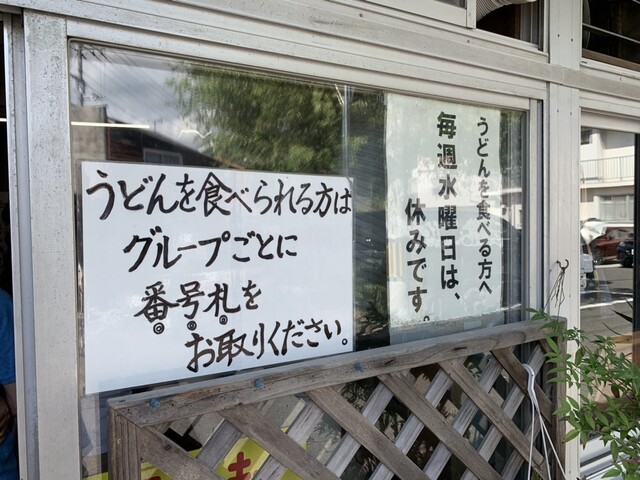 うどんを食べられる方は
グループごとに
番号札を
お取りください。
うどんを食べる方へ
毎週水曜日は、
休みです。